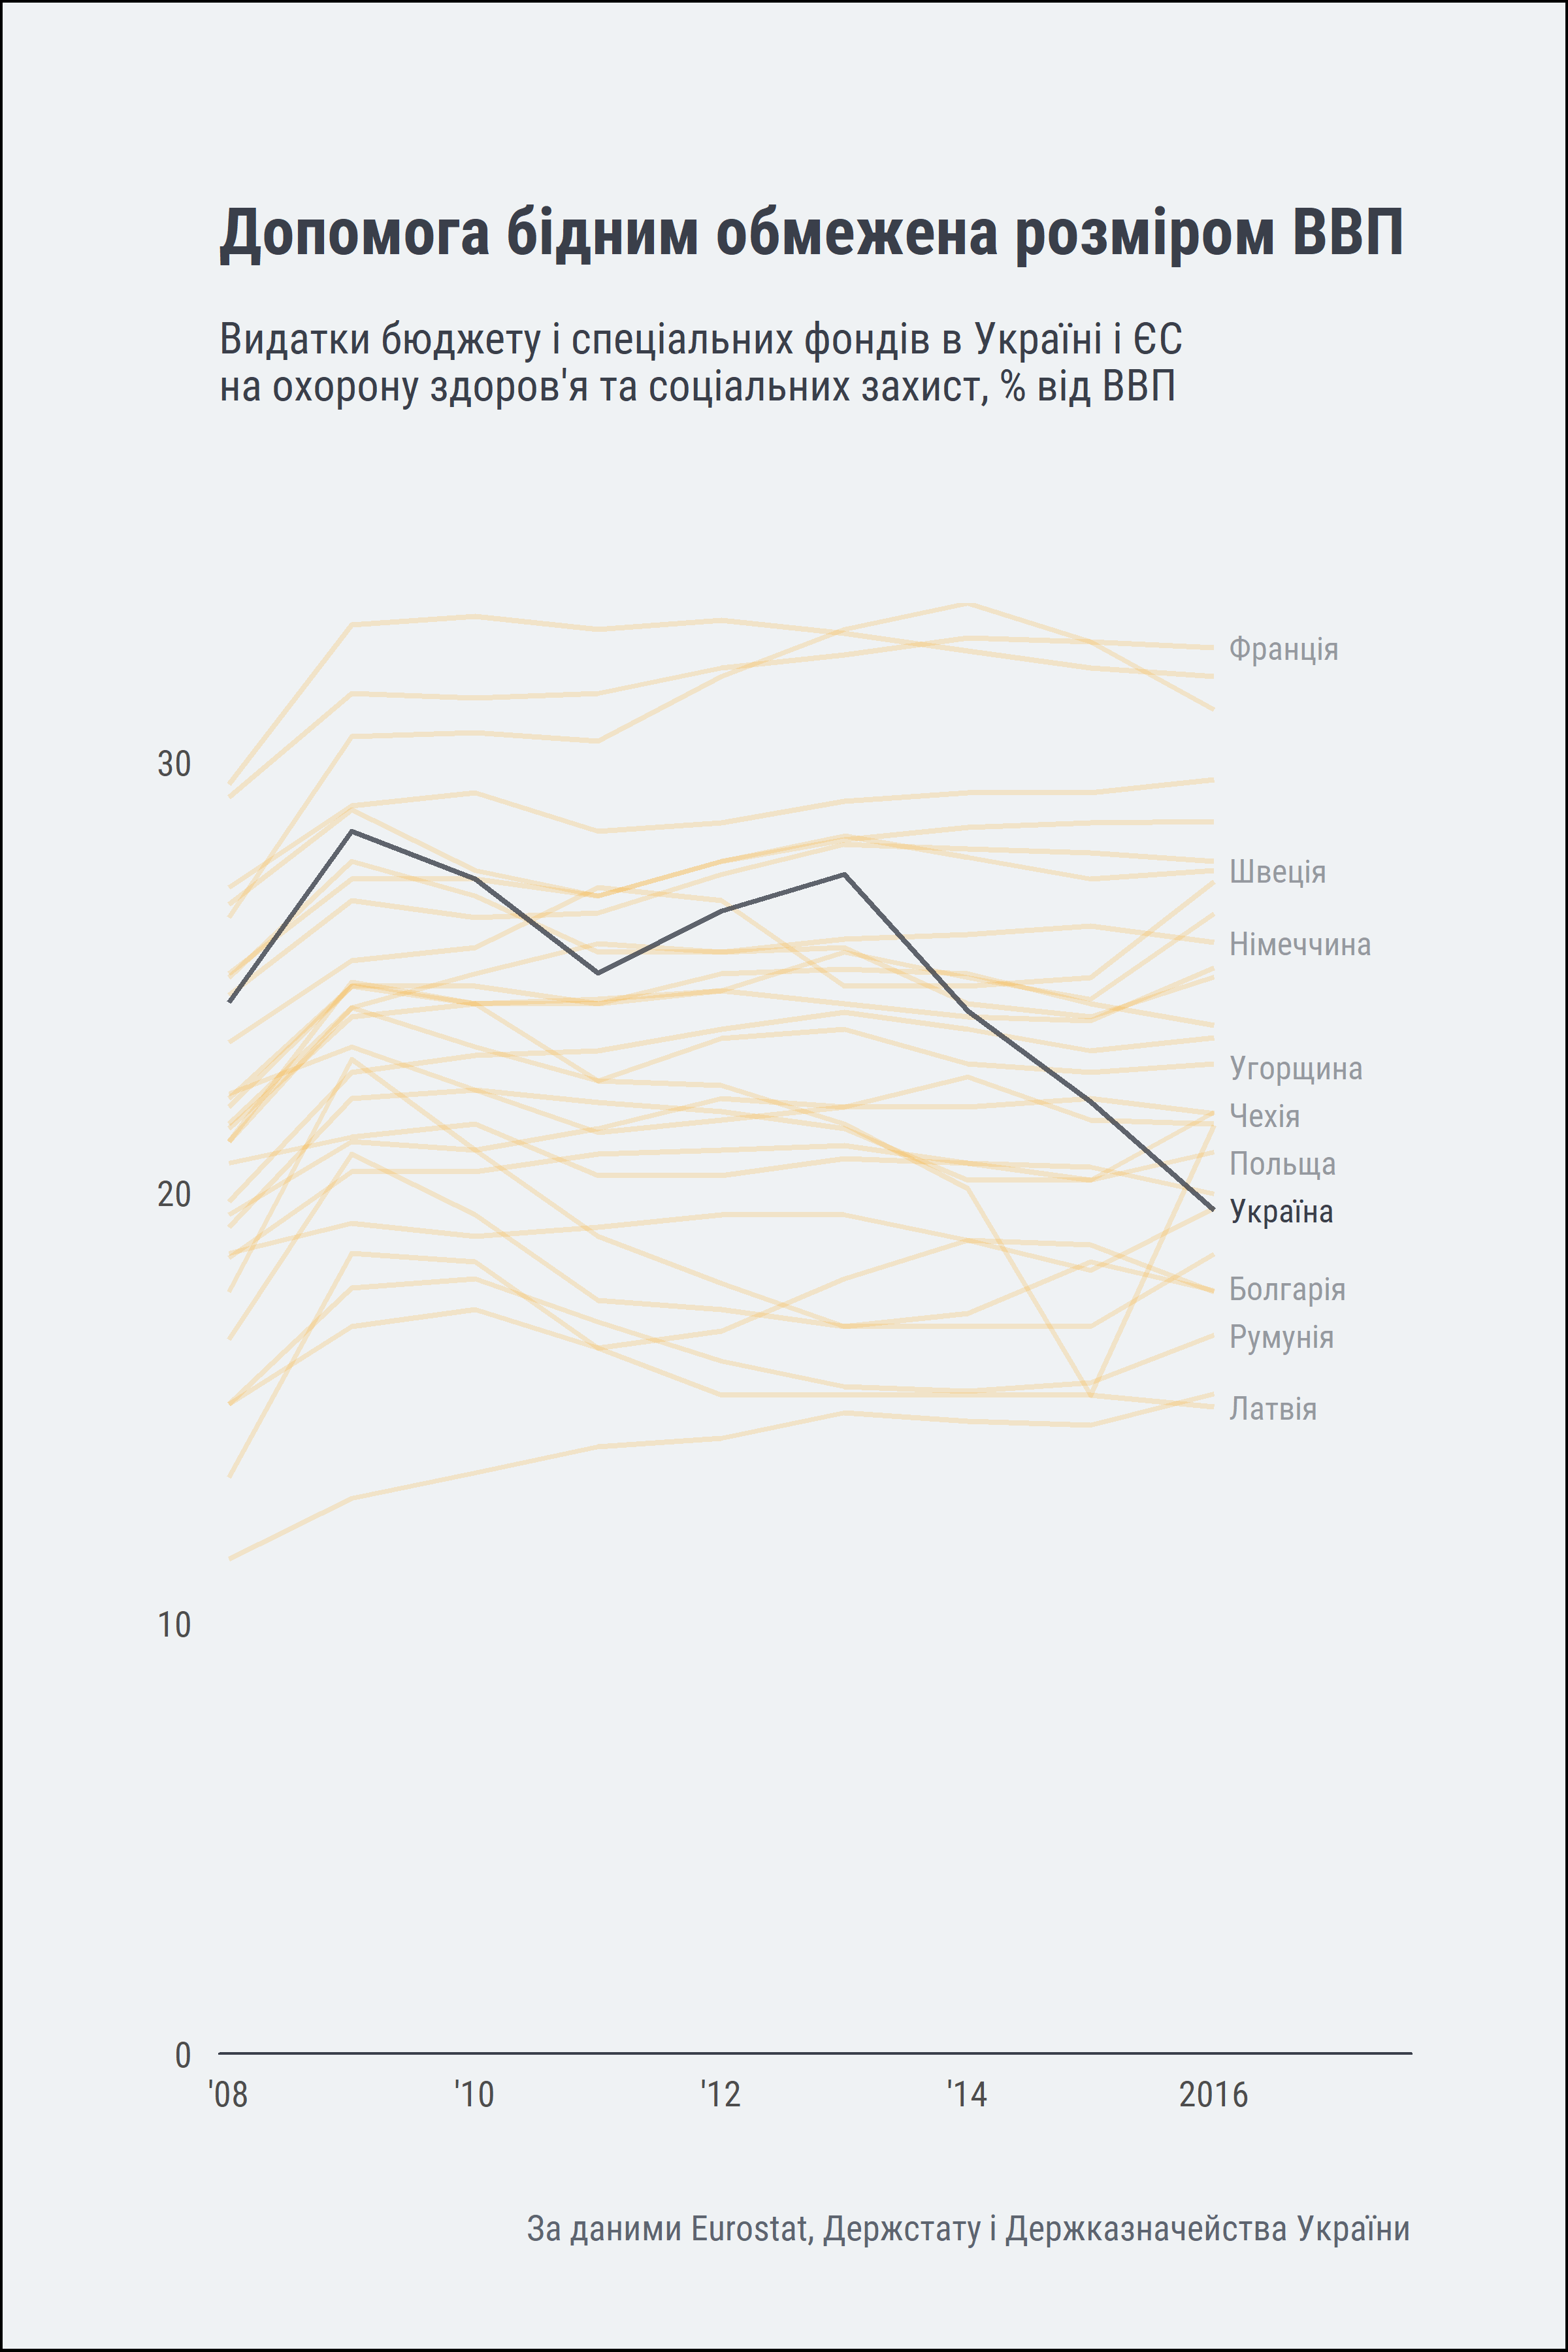 Допомога бідним обмежена розміром ВВП
Видатки бюджету і спеціальних фондів в Україні і ЄС
на охорону здоров'я та соціальних захист, % від ВВП
Франція
30
Швеція
Німеччина
Угорщина
Чехія
Польща
20
Україна
Болгарія
Румунія
Латвія
10
0
'08 '10 '12 '14 2016
За даними Eurostat, Держстату і Держказначейства України